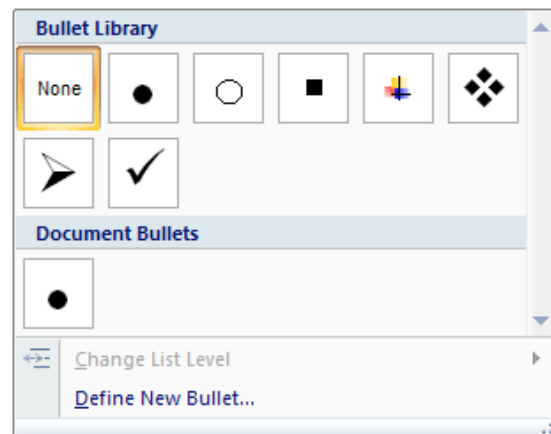 Bullet Library
None
Document Bullets
Change List Level
Define New Bullet...